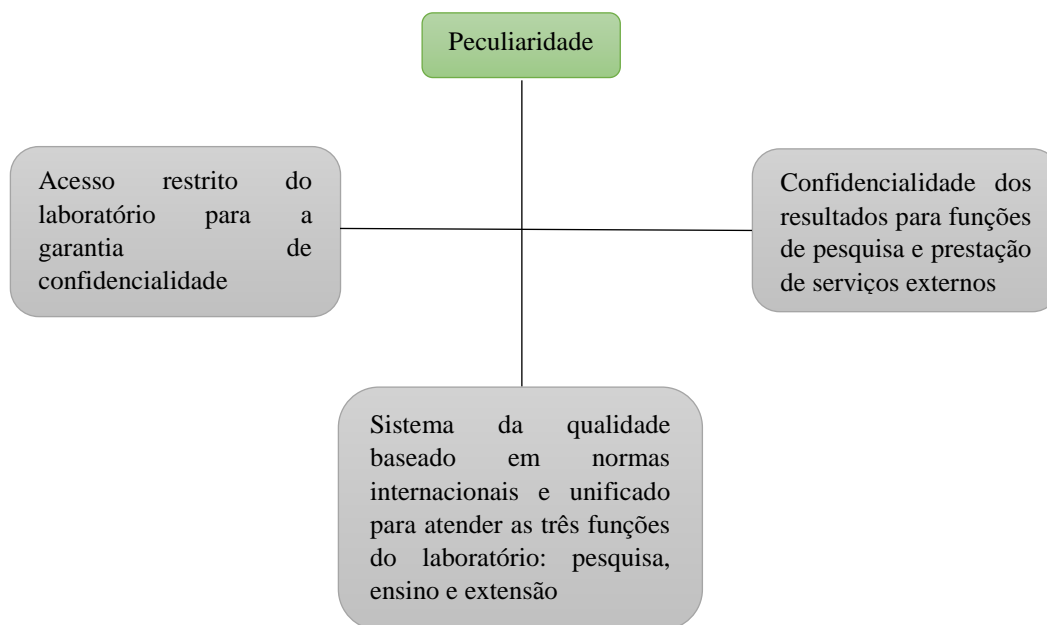 Peculiaridade
Acesso restrito do
laboratório para a
garantia de
confidencialidade
Confidencialidade dos
resultados para funções
de pesquisa e prestação
de serviços externos
Sistema da qualidade
baseado em normas
internacionais e unificado
para atender as três funções
do laboratório: pesquisa,
ensino e extensão